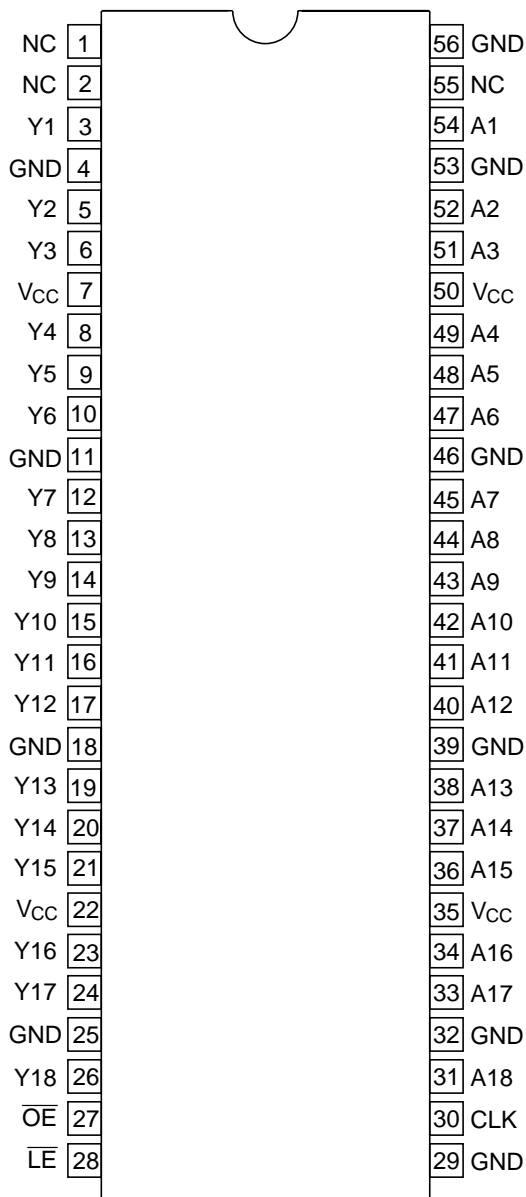 NC 1 56 GND
NC 2 55 NC
Y1 3 54 A1
GND 4 53 GND
Y2 5 52 A2
Y3 6 51 A3
VCC 7 50 VCC
Y4 8 49 A4
Y5 9 48 A5
Y6 10 47 A6
GND 11 46 GND
Y7 12 45 A7
Y8 13 44 A8
Y9 14 43 A9
Y10 15 42 A10
Y11 16 41 A11
Y12 17 40 A12
GND 18 39 GND
Y13 19 38 A13
Y14 20 37 A14
Y15 21 36 A15
VCC 22 35 VCC
Y16 23 34 A16
Y17 24 33 A17
GND 25 32 GND
Y18 26 31 A18
O̅E̅ 27 30 CLK
L̅E̅ 28 29 GND